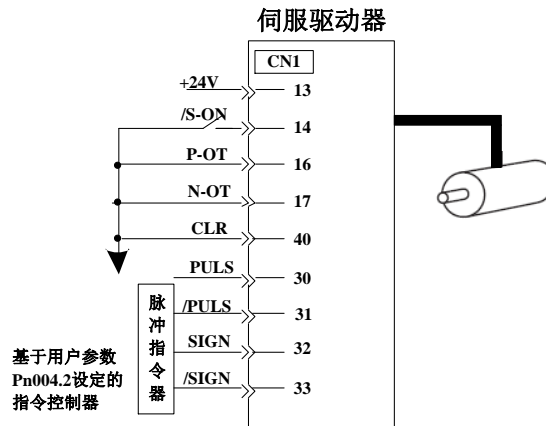 伺服驱动器
CN1
+24V 13
/S-ON 14
P-OT 16
N-OT 17
CLR 40
PULS 30
/PULS 31
SIGN 32
/SIGN 33
脉冲指令器
基于用户参数
Pn004.2设定的
指令控制器